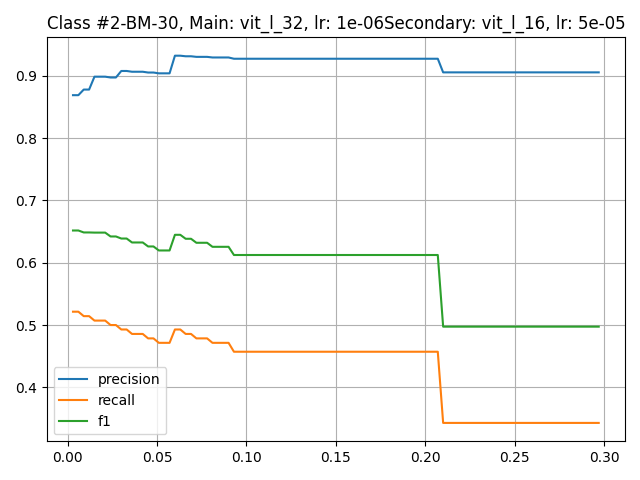 Class #2-BM-30, Main: vit_l_32, lr: 1e-06Secondary: vit_l_16, lr: 5e-05
0.9
0.8
0.7
0.6
0.5
0.4
precision
recall
f1
0.00 0.05 0.10 0.15 0.20 0.25 0.30